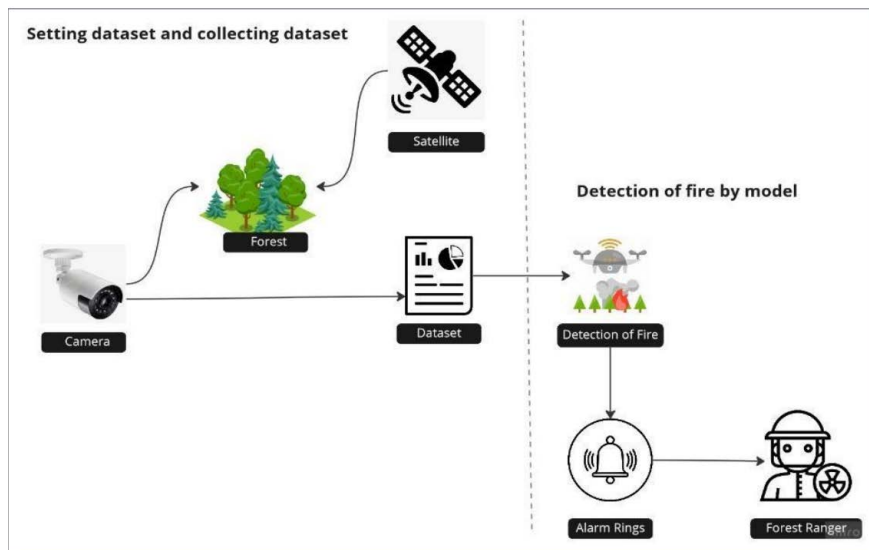 Setting dataset and collecting dataset
Satellite
Detection of fire by model
Forest
Camera
Dataset
Detection of Fire
Alarm Rings
Forest Ranger
miro